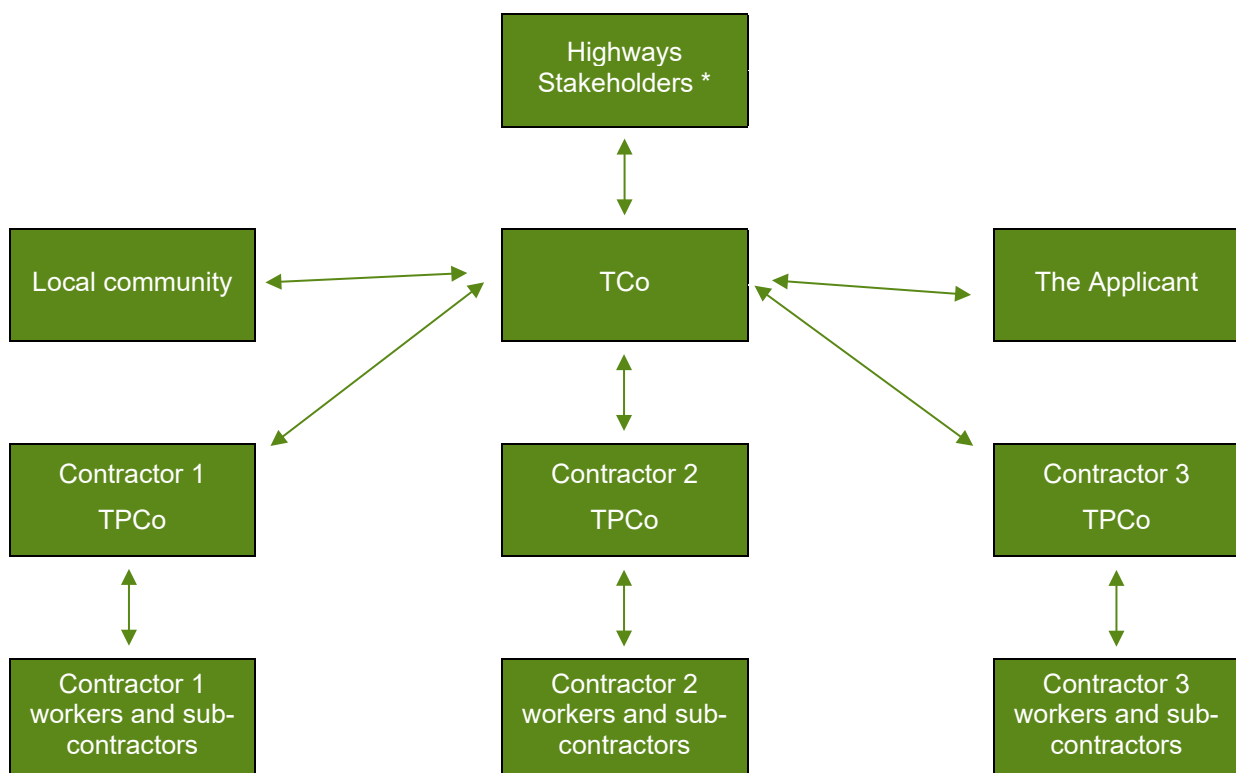 Highways
Stakeholders *
Local community
TCo
The Applicant
Contractor 1
TPCo
Contractor 2
TPCo
Contractor 3
TPCo
Contractor 1
workers and sub-
contractors
Contractor 2
workers and sub-
contractors
Contractor 3
workers and sub-
contractors